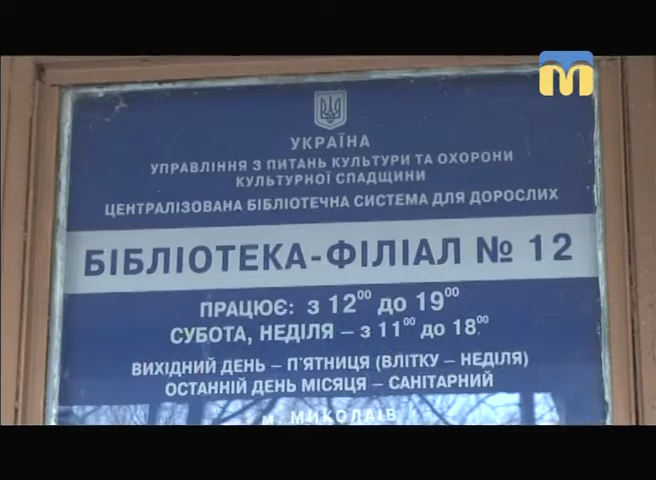 М
УКРАЇНА
УПРАВЛІННЯ З ПИТАНЬ КУЛЬТУРИ ТА ОХОРОНИ
КУЛЬТУРНОЇ СПАДЩИНИ
ЦЕНТРАЛІЗОВАНА БІБЛІОТЕЧНА СИСТЕМА ДЛЯ ДОРОСЛИХ
БІБЛІОТЕКА-ФІЛІАЛ № 12
ПРАЦЮЄ: З 12⁰⁰ ДО 19⁰⁰
СУБОТА, НЕДІЛЯ – З 11⁰⁰ ДО 18⁰⁰
ВИХІДНИЙ ДЕНЬ – П'ЯТНИЦЯ (ВЛІТКУ – НЕДІЛЯ)
ОСТАННІЙ ДЕНЬ МІСЯЦЯ – САНІТАРНИЙ
М. МИКОЛАЇВ